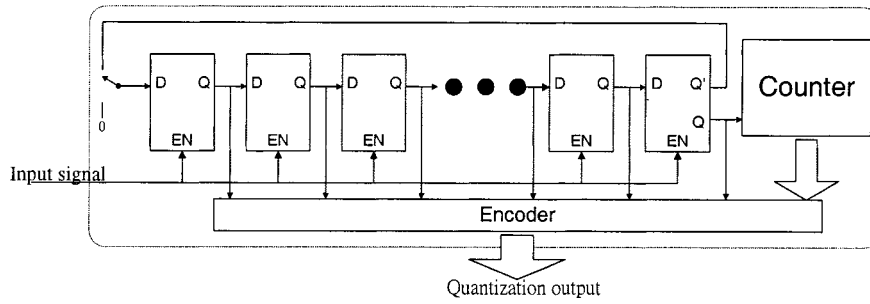 D Q D Q D Q D Q D Q'
Q
Counter
0
EN EN EN EN EN
Input signal
Encoder
Quantization output